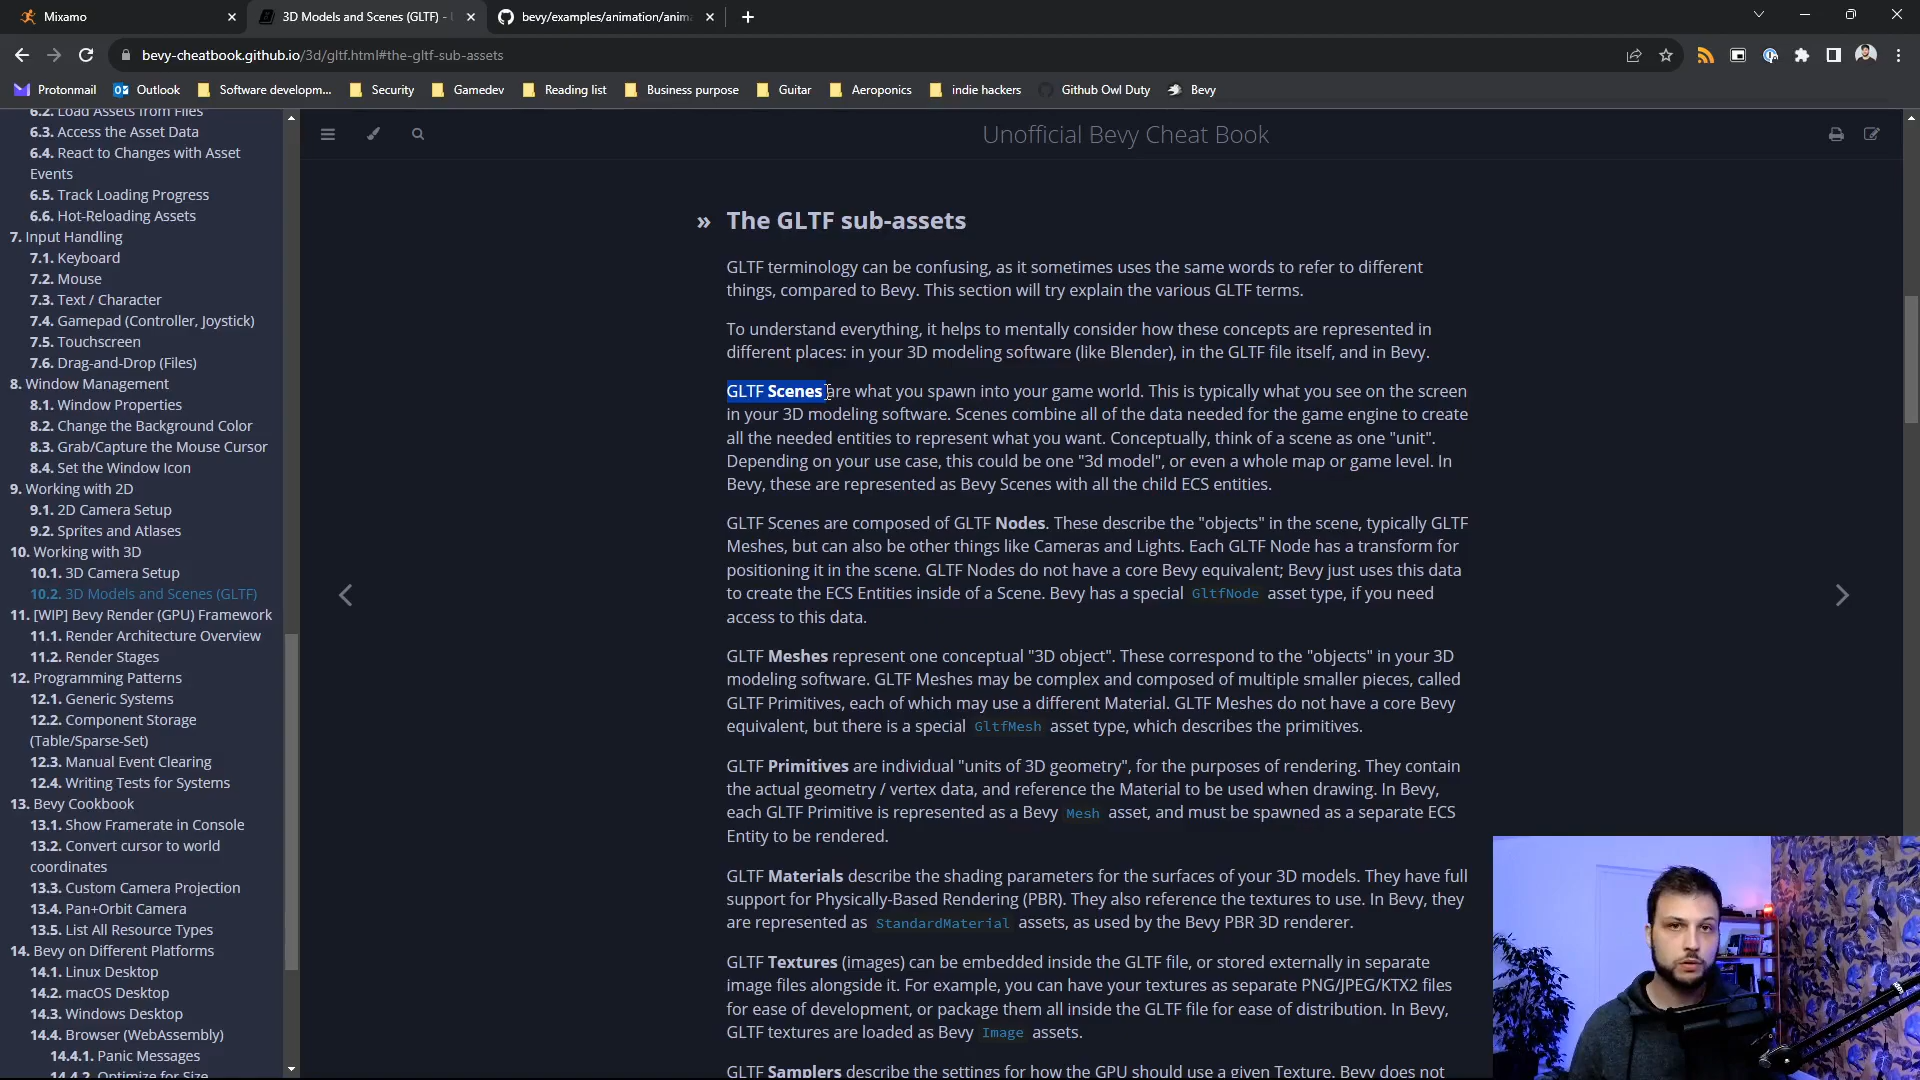 Mixamo
3D Models and Scenes (GLTF) -
bevy/examples/animation/anim
bevy-cheatbook.github.io/3d/gltf.html#the-gltf-sub-assets
Protonmail
Outlook
Software developm...
Security
Gamedev
Reading list
Business purpose
Guitar
Aeroponics
indie hackers
Github Owl Duty
Bevy
6.2. Load Assets from Files
6.3. Access the Asset Data
6.4. React to Changes with Asset
Events
6.5. Track Loading Progress
6.6. Hot-Reloading Assets
7. Input Handling
7.1. Keyboard
7.2. Mouse
7.3. Text / Character
7.4. Gamepad (Controller, Joystick)
7.5. Touchscreen
7.6. Drag-and-Drop (Files)
8. Window Management
8.1. Window Properties
8.2. Change the Background Color
8.3. Grab/Capture the Mouse Cursor
8.4. Set the Window Icon
9. Working with 2D
9.1. 2D Camera Setup
9.2. Sprites and Atlases
10. Working with 3D
10.1. 3D Camera Setup
10.2. 3D Models and Scenes (GLTF)
11. [WIP] Bevy Render (GPU) Framework
11.1. Render Architecture Overview
11.2. Render Stages
12. Programming Patterns
12.1. Generic Systems
12.2. Component Storage
(Table/Sparse-Set)
12.3. Manual Event Clearing
12.4. Writing Tests for Systems
13. Bevy Cookbook
13.1. Show Framerate in Console
13.2. Convert cursor to world
coordinates
13.3. Custom Camera Projection
13.4. Pan+Orbit Camera
13.5. List All Resource Types
14. Bevy on Different Platforms
14.1. Linux Desktop
14.2. macOS Desktop
14.3. Windows Desktop
14.4. Browser (WebAssembly)
14.4.1. Panic Messages
14.4.2. Optimize for Size
Unofficial Bevy Cheat Book
» The GLTF sub-assets
GLTF terminology can be confusing, as it sometimes uses the same words to refer to different
things, compared to Bevy. This section will try explain the various GLTF terms.
To understand everything, it helps to mentally consider how these concepts are represented in
different places: in your 3D modeling software (like Blender), in the GLTF file itself, and in Bevy.
GLTF Scenes are what you spawn into your game world. This is typically what you see on the screen
in your 3D modeling software. Scenes combine all of the data needed for the game engine to create
all the needed entities to represent what you want. Conceptually, think of a scene as one "unit".
Depending on your use case, this could be one "3d model", or even a whole map or game level. In
Bevy, these are represented as Bevy Scenes with all the child ECS entities.
GLTF Scenes are composed of GLTF Nodes. These describe the "objects" in the scene, typically GLTF
Meshes, but can also be other things like Cameras and Lights. Each GLTF Node has a transform for
positioning it in the scene. GLTF Nodes do not have a core Bevy equivalent; Bevy just uses this data
to create the ECS Entities inside of a Scene. Bevy has a special GltfNode asset type, if you need
access to this data.
GLTF Meshes represent one conceptual "3D object". These correspond to the "objects" in your 3D
modeling software. GLTF Meshes may be complex and composed of multiple smaller pieces, called
GLTF Primitives, each of which may use a different Material. GLTF Meshes do not have a core Bevy
equivalent, but there is a special GltfMesh asset type, which describes the primitives.
GLTF Primitives are individual "units of 3D geometry", for the purposes of rendering. They contain
the actual geometry / vertex data, and reference the Material to be used when drawing. In Bevy,
each GLTF Primitive is represented as a Bevy Mesh asset, and must be spawned as a separate ECS
Entity to be rendered.
GLTF Materials describe the shading parameters for the surfaces of your 3D models. They have full
support for Physically-Based Rendering (PBR). They also reference the textures to use. In Bevy, they
are represented as StandardMaterial assets, as used by the Bevy PBR 3D renderer.
GLTF Textures (images) can be embedded inside the GLTF file, or stored externally in separate
image files alongside it. For example, you can have your textures as separate PNG/JPEG/KTX2 files
for ease of development, or package them all inside the GLTF file for ease of distribution. In Bevy,
GLTF textures are loaded as Bevy Image assets.
GLTF Samplers describe the settings for how the GPU should use a given Texture. Bevy does not